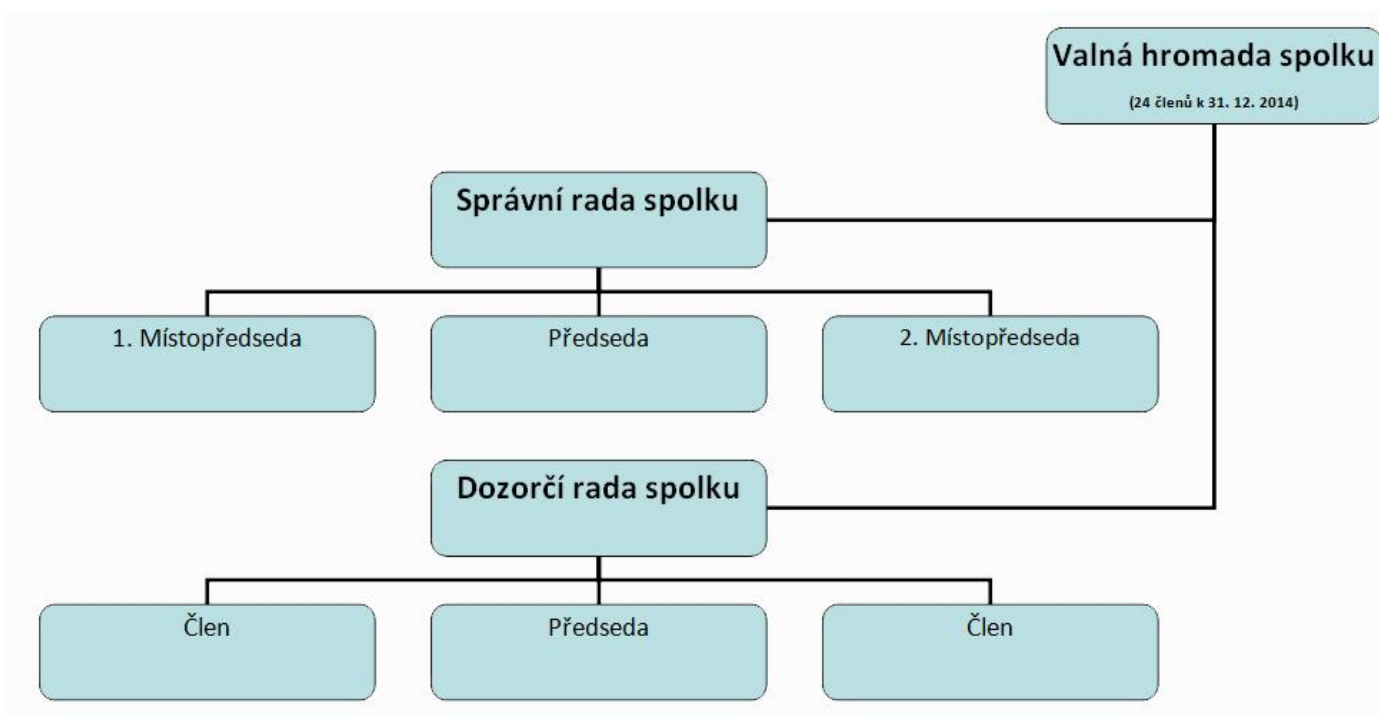 Valná hromada spolku
(24 členů k 31. 12. 2014)
Správní rada spolku
1. Místopředseda
Předseda
2. Místopředseda
Dozorčí rada spolku
Člen
Předseda
Člen